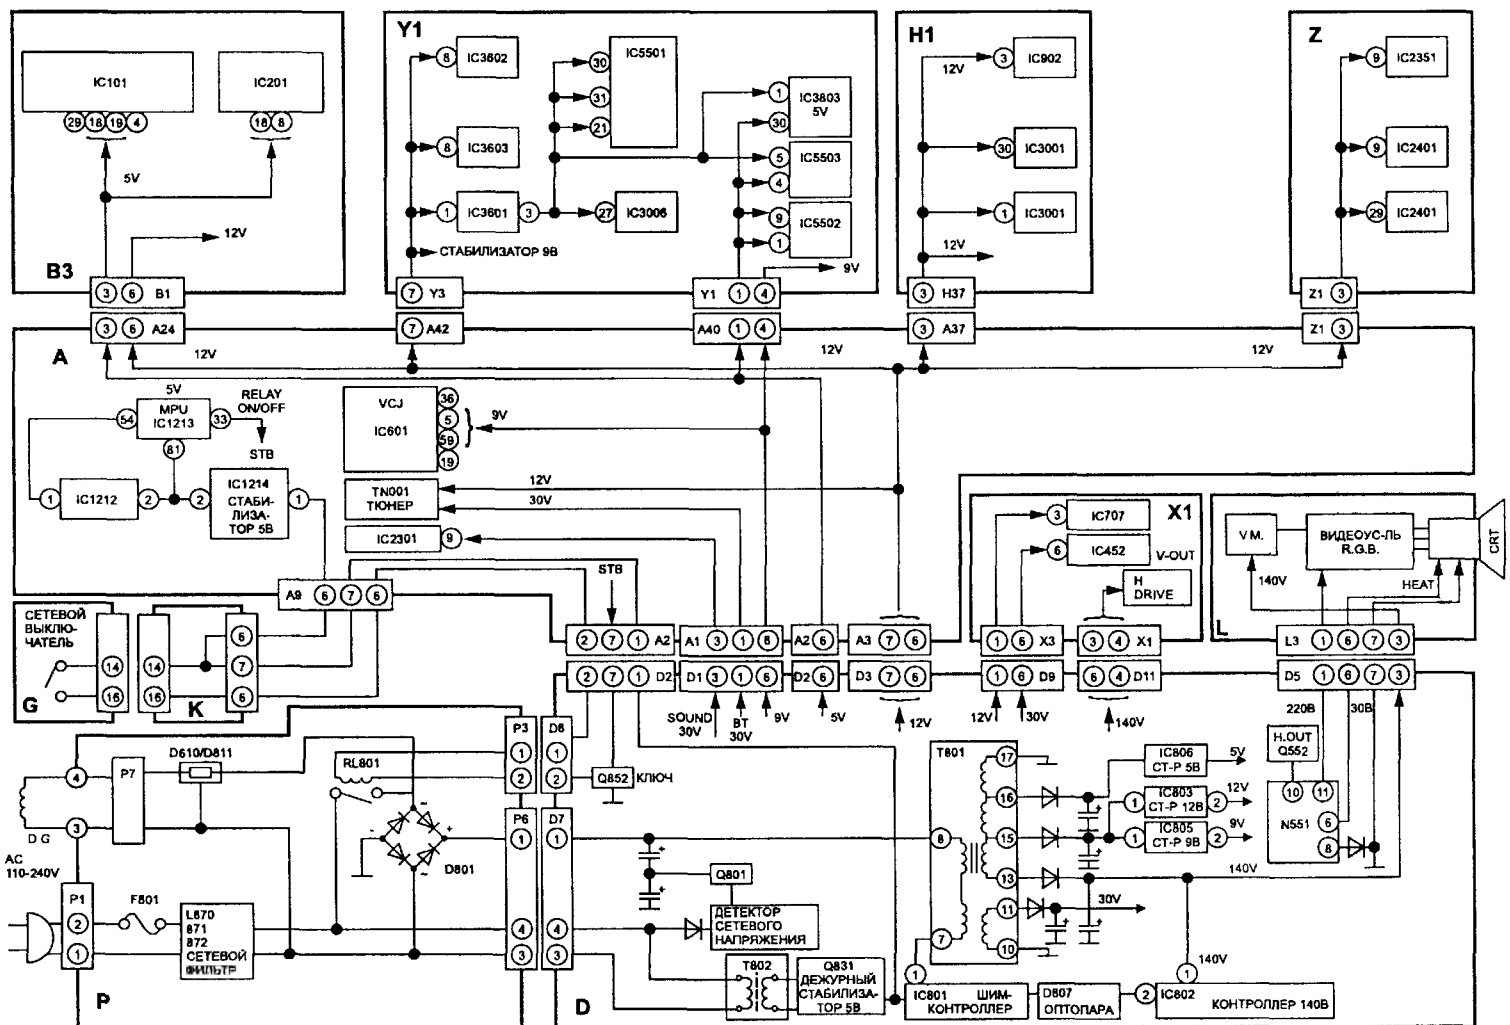 IC101
29 18 19 4
IC201
18 8
5V
12V
B3
3 6 B1
Y1
8 IC3602
8 IC3603
1 IC3601 3
СТАБИЛИЗАТОР 9В
30 IC5501
31
21
27 IC3006
1 IC3803
5V
30
5 IC5503
4
9 IC5502
1
9V
7 Y3
Y1 1 4
H1
12V
3 IC902
30 IC3001
1 IC3001
12V
3 H37
Z
9 IC2351
9 IC2401
29 IC2401
Z1 3
3 6 A24
7 A42
A40 1 4
3 A37
Z1 3
A
12V
12V
12V
5V
54 MPU
IC1213 33
81
RELAY
ON/OFF
STB
1 IC1212 2
2 IC1214
СТАБИ-
ЛИЗА-
ТОР 5В
1
VCJ
IC601
36
5
59
19
9V
TN001
ТЮНЕР
12V
30V
IC2301 9
STB
A9 6 7 6
2 7 1 A2
A1 3 1 8
A2 6
A3 7 6
X1
3 IC707
6 IC452
V-OUT
H
DRIVE
1 6 X3
3 4 X1
V M.
ВИДЕОУС-ЛЬ
R.G.B.
CRT
140V
HEAT
L
L3 1 6 7 3
СЕТЕВОЙ
ВЫКЛЮ-
ЧАТЕЛЬ
14
16
G
14
16
6
7
6
K
2 7 1 D2
D1 3 1 6
D2 6
D3 7 6
1 6 D9
6 4 D11
D5 1 6 7 3
SOUND
30V
BT
30V
9V
5V
12V
12V
30V
140V
220В
30В
4
3
D G
P7
D610/D811
RL801
P3
1
2
D8
1
2
Q852
КЛЮЧ
P6
1
4
3
D7
1
4
3
D801
- - + -
AC
110-240V
P1
2
1
F801
L870
871
872
СЕТЕВОЙ
ФИЛЬТР
P
D
+
+
Q801
ДЕТЕКТОР
СЕТЕВОГО
НАПРЯЖЕНИЯ
T802
Q831
ДЕЖУРНЫЙ
СТАБИЛИЗА-
ТОР 5В
T801
8
7
17
16
15
13
11
10
IC806
СТ-Р 5В
5V
1 IC803
СТ-Р 12В 2
12V
1 IC805
СТ-Р 9В 2
9V
140V
30V
H.OUT
Q552
10 11
N551
6
8
1
IC801 ШИМ-
КОНТРОЛЛЕР
D807
ОПТОПАРА
2
1
140V
IC802
КОНТРОЛЛЕР 140В